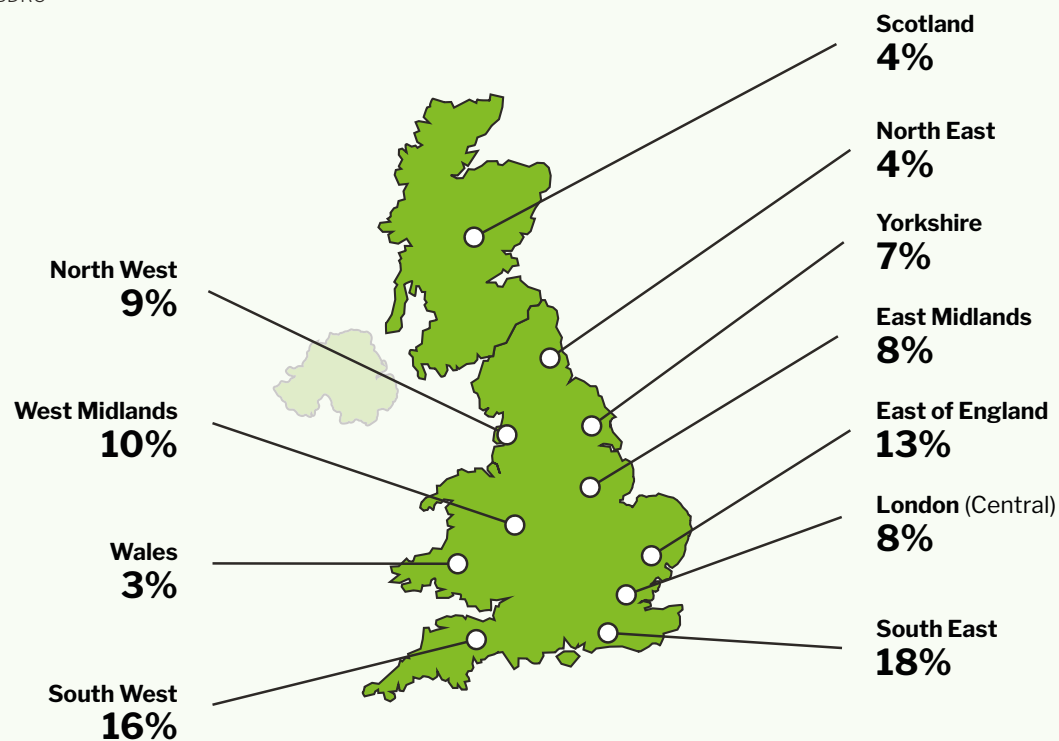 Scotland
4%
North East
4%
Yorkshire
7%
North West
9%
East Midlands
8%
West Midlands
10%
East of England
13%
London (Central)
8%
Wales
3%
South East
18%
South West
16%